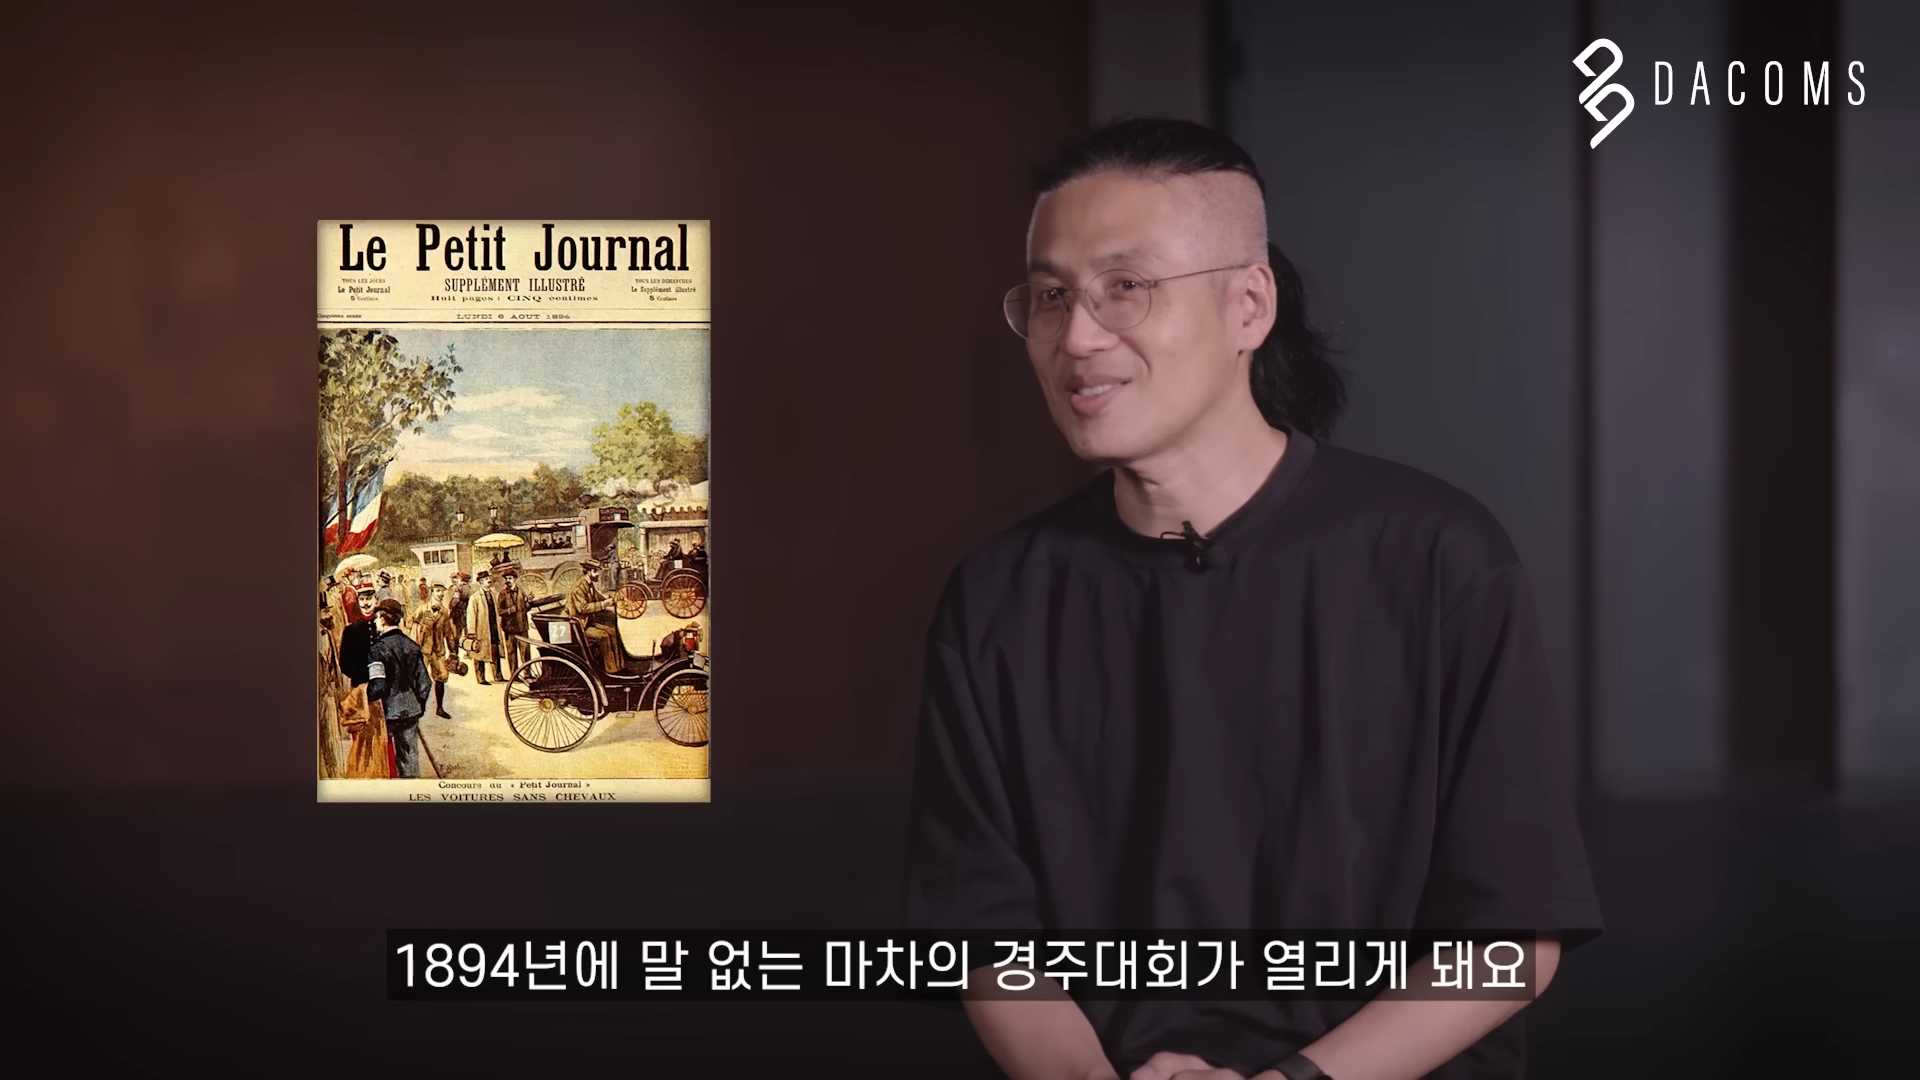 DACOMS
Le Petit Journal
TOUS LES JOURS
Le Petit Journal
5 Centimes
SUPPLÉMENT ILLUSTRÉ
Huit pages : CINQ centimes
TOUS LES DIMANCHES
Le Supplément illustré
5 Centimes
Cinquième année
LUNDI 6 AOUT 1894
27
Concours du « Petit Journal »
LES VOITURES SANS CHEVAUX
1894년에 말 없는 마차의 경주대회가 열리게 돼요